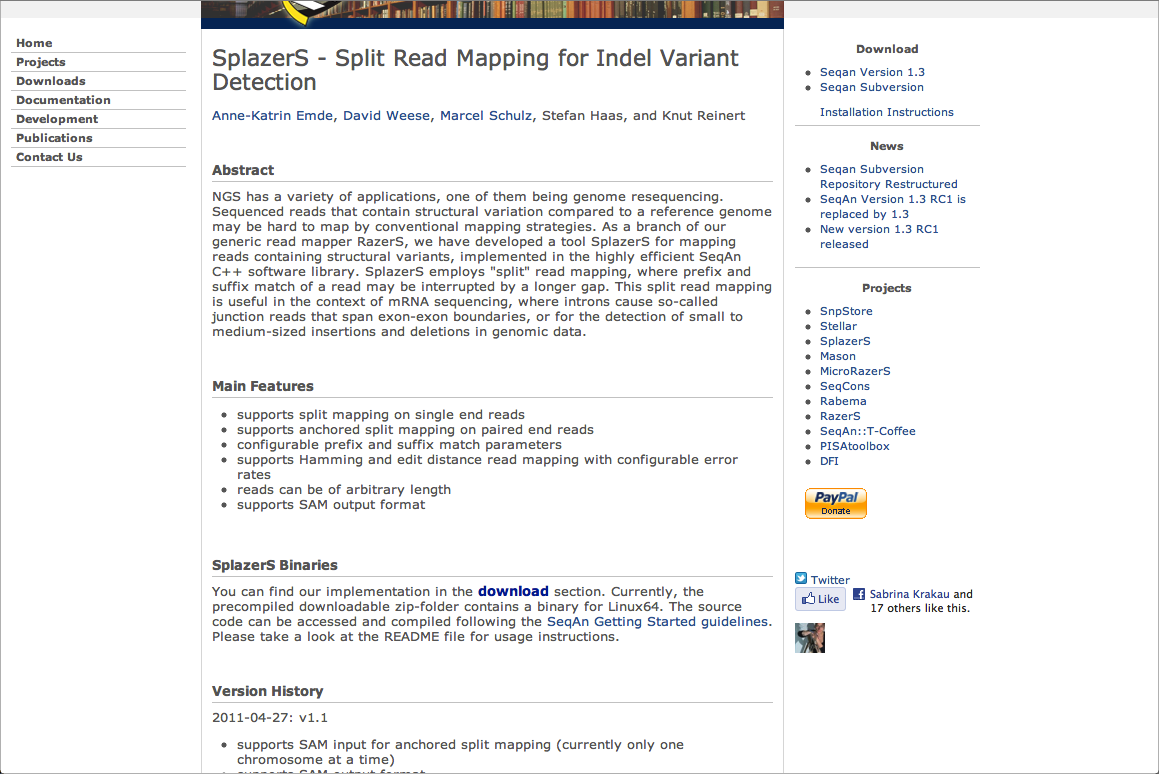 Home
Projects
Downloads
Documentation
Development
Publications
Contact Us
SplazerS - Split Read Mapping for Indel Variant
Detection
Anne-Katrin Emde, David Weese, Marcel Schulz, Stefan Haas, and Knut Reinert
Abstract
NGS has a variety of applications, one of them being genome resequencing.
Sequenced reads that contain structural variation compared to a reference genome
may be hard to map by conventional mapping strategies. As a branch of our
generic read mapper RazerS, we have developed a tool SplazerS for mapping
reads containing structural variants, implemented in the highly efficient SeqAn
C++ software library. SplazerS employs "split" read mapping, where prefix and
suffix match of a read may be interrupted by a longer gap. This split read mapping
is useful in the context of mRNA sequencing, where introns cause so-called
junction reads that span exon-exon boundaries, or for the detection of small to
medium-sized insertions and deletions in genomic data.
Main Features
supports split mapping on single end reads
supports anchored split mapping on paired end reads
configurable prefix and suffix match parameters
supports Hamming and edit distance read mapping with configurable error
rates
reads can be of arbitrary length
supports SAM output format
SplazerS Binaries
You can find our implementation in the download section. Currently, the
precompiled downloadable zip-folder contains a binary for Linux64. The source
code can be accessed and compiled following the SeqAn Getting Started guidelines.
Please take a look at the README file for usage instructions.
Version History
2011-04-27: v1.1
supports SAM input for anchored split mapping (currently only one
chromosome at a time)
supports SAM output format
Download
Seqan Version 1.3
Seqan Subversion
Installation Instructions
News
Seqan Subversion
Repository Restructured
SeqAn Version 1.3 RC1 is
replaced by 1.3
New version 1.3 RC1
released
Projects
SnpStore
Stellar
SplazerS
Mason
MicroRazerS
SeqCons
Rabema
RazerS
SeqAn::T-Coffee
PISAtoolbox
DFI
PayPal
Donate
Twitter
Like
Sabrina Krakau and
17 others like this.